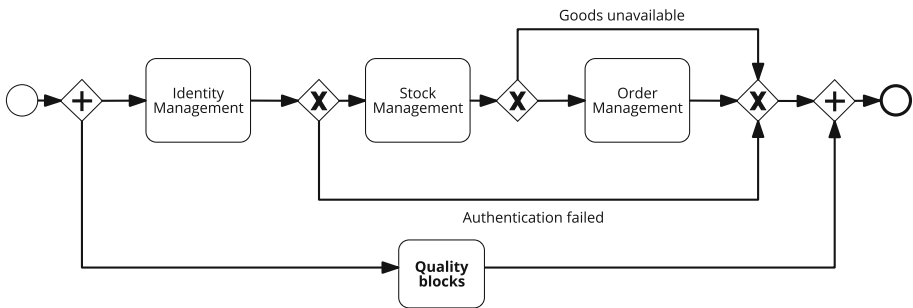 Goods unavailable
Identity
Management
Stock
Management
Order
Management
Authentication failed
Quality
blocks